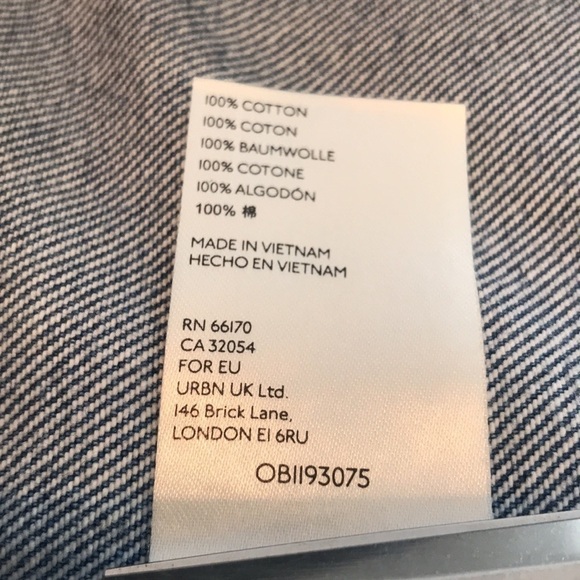 100% COTTON
100% COTON
100% BAUMWOLLE
100% COTONE
100% ALGODÓN
100% 棉
MADE IN VIETNAM
HECHO EN VIETNAM
RN 66170
CA 32054
FOR EU
URBN UK Ltd.
146 Brick Lane,
LONDON E1 6RU
OB1193075